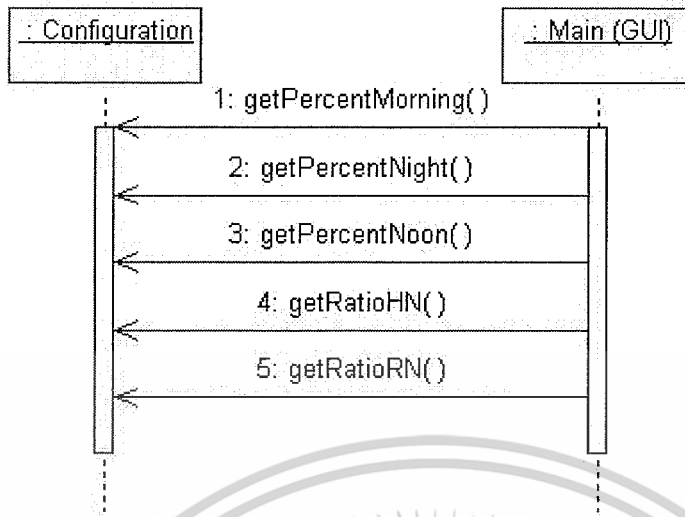 : Configuration
: Main (GUI)
1: getPercentMorning( )
2: getPercentNight( )
3: getPercentNoon( )
4: getRatioHN( )
5: getRatioRN( )